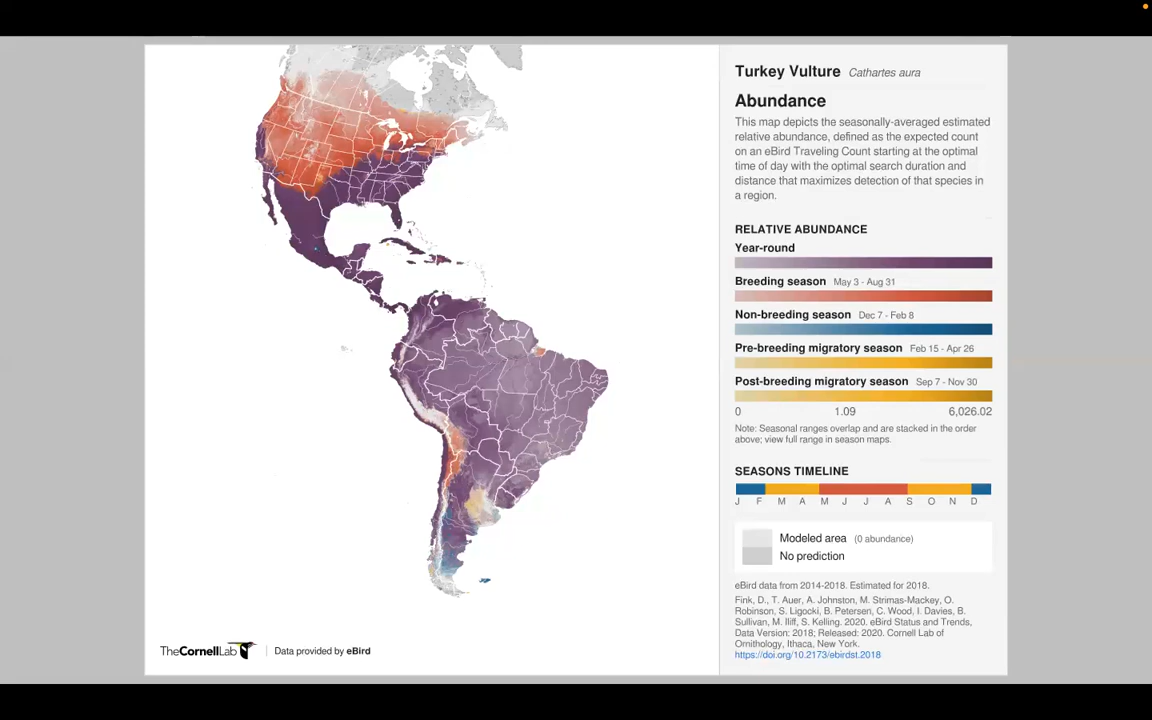 Turkey Vulture Cathartes aura
Abundance
This map depicts the seasonally-averaged estimated
relative abundance, defined as the expected count
on an eBird Traveling Count starting at the optimal
time of day with the optimal search duration and
distance that maximizes detection of that species in
a region.
RELATIVE ABUNDANCE
Year-round
Breeding season May 3 - Aug 31
Non-breeding season Dec 7 - Feb 8
Pre-breeding migratory season Feb 15 - Apr 26
Post-breeding migratory season Sep 7 - Nov 30
0 1.09 6,026.02
Note: Seasonal ranges overlap and are stacked in the order
above; view full range in season maps.
SEASONS TIMELINE
J F M A M J J A S O N D
Modeled area (0 abundance)
No prediction
eBird data from 2014-2018. Estimated for 2018.
Fink, D., T. Auer, A. Johnston, M. Strimas-Mackey, O.
Robinson, S. Ligocki, B. Petersen, C. Wood, I. Davies, B.
Sullivan, M. Iliff, S. Kelling. 2020. eBird Status and Trends,
Data Version: 2018; Released: 2020. Cornell Lab of
Ornithology, Ithaca, New York.
https://doi.org/10.2173/ebirdst.2018
TheCornellLab Data provided by eBird